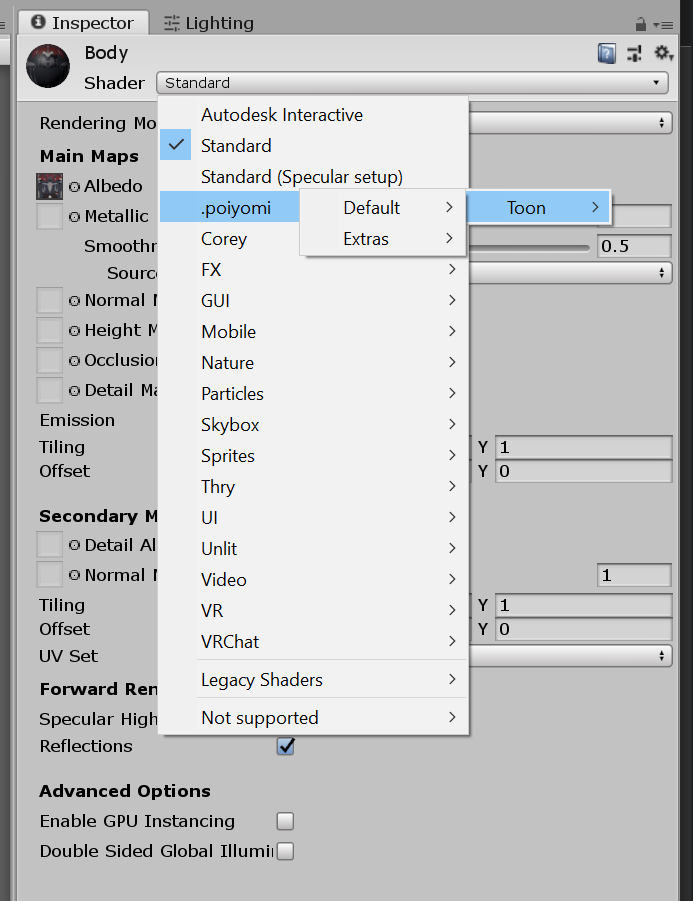 Inspector Lighting
Body
Shader Standard
Autodesk Interactive
Rendering Mo
Standard
Main Maps
Standard (Specular setup)
Albedo
.poiyomi Default Toon
Metallic
Corey Extras
Smoothn 0.5
FX
Source
GUI
Normal M
Mobile
Height M
Nature
Occlusion
Particles
Detail Ma
Skybox
Emission
Tiling Y 1
Sprites
Offset Y 0
Thry
Secondary M
UI
Detail Al
Unlit
Normal M 1
Video
Tiling Y 1
VR
Offset Y 0
VRChat
UV Set
Legacy Shaders
Forward Ren
Specular High
Not supported
Reflections
Advanced Options
Enable GPU Instancing
Double Sided Global Illumi